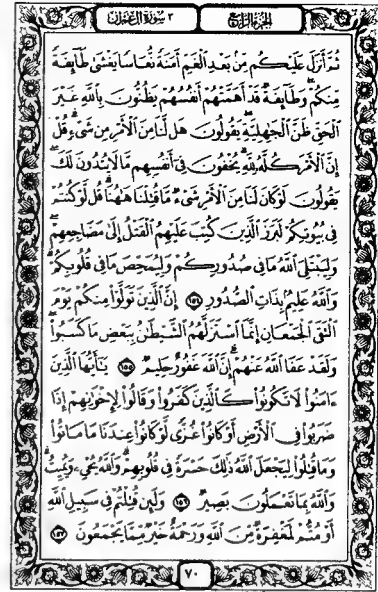 الجزء الرابع
٣ سورة آل عمران
ثُمَّ أَنزَلَ عَلَيْكُم مِّنۢ بَعْدِ ٱلْغَمِّ أَمَنَةً نُّعَاسًا يَغْشَىٰ طَآئِفَةً
مِّنكُمْ ۖ وَطَآئِفَةٌ قَدْ أَهَمَّتْهُمْ أَنفُسُهُمْ يَظُنُّونَ بِٱللَّهِ غَيْرَ
ٱلْحَقِّ ظَنَّ ٱلْجَٰهِلِيَّةِ ۖ يَقُولُونَ هَل لَّنَا مِنَ ٱلْأَمْرِ مِن شَىْءٍ ۗ قُلْ
إِنَّ ٱلْأَمْرَ كُلَّهُۥ لِلَّهِ ۗ يُخْفُونَ فِىٓ أَنفُسِهِم مَّا لَا يُبْدُونَ لَكَ ۖ
يَقُولُونَ لَوْ كَانَ لَنَا مِنَ ٱلْأَمْرِ شَىْءٌ مَّا قُتِلْنَا هَٰهُنَا ۗ قُل لَّوْ كُنتُمْ
فِى بُيُوتِكُمْ لَبَرَزَ ٱلَّذِينَ كُتِبَ عَلَيْهِمُ ٱلْقَتْلُ إِلَىٰ مَضَاجِعِهِمْ ۖ
وَلِيَبْتَلِىَ ٱللَّهُ مَا فِى صُدُورِكُمْ وَلِيُمَحِّصَ مَا فِى قُلُوبِكُمْ ۗ
وَٱللَّهُ عَلِيمٌۢ بِذَاتِ ٱلصُّدُورِ ١٥٤ إِنَّ ٱلَّذِينَ تَوَلَّوْا۟ مِنكُمْ يَوْمَ
ٱلْتَقَى ٱلْجَمْعَانِ إِنَّمَا ٱسْتَزَلَّهُمُ ٱلشَّيْطَٰنُ بِبَعْضِ مَا كَسَبُوا۟ ۖ
وَلَقَدْ عَفَا ٱللَّهُ عَنْهُمْ ۗ إِنَّ ٱللَّهَ غَفُورٌ حَلِيمٌ ١٥٥ يَٰٓأَيُّهَا ٱلَّذِينَ
ءَامَنُوا۟ لَا تَكُونُوا۟ كَٱلَّذِينَ كَفَرُوا۟ وَقَالُوا۟ لِإِخْوَٰنِهِمْ إِذَا
ضَرَبُوا۟ فِى ٱلْأَرْضِ أَوْ كَانُوا۟ غُزًّى لَّوْ كَانُوا۟ عِندَنَا مَا مَاتُوا۟
وَمَا قُتِلُوا۟ لِيَجْعَلَ ٱللَّهُ ذَٰلِكَ حَسْرَةً فِى قُلُوبِهِمْ ۗ وَٱللَّهُ يُحْىِۦ وَيُمِيتُ ۗ
وَٱللَّهُ بِمَا تَعْمَلُونَ بَصِيرٌ ١٥٦ وَلَئِن قُتِلْتُمْ فِى سَبِيلِ ٱللَّهِ
أَوْ مُتُّمْ لَمَغْفِرَةٌ مِّنَ ٱللَّهِ وَرَحْمَةٌ خَيْرٌ مِّمَّا يَجْمَعُونَ ١٥٧
٧٠